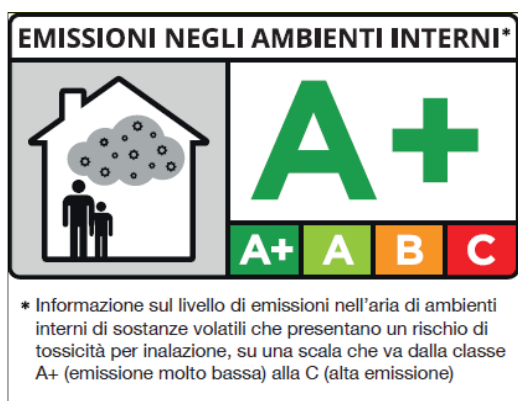 EMISSIONI NEGLI AMBIENTI INTERNI*
A+
A+ A B C
* Informazione sul livello di emissioni nell'aria di ambienti
interni di sostanze volatili che presentano un rischio di
tossicità per inalazione, su una scala che va dalla classe
A+ (emissione molto bassa) alla C (alta emissione)